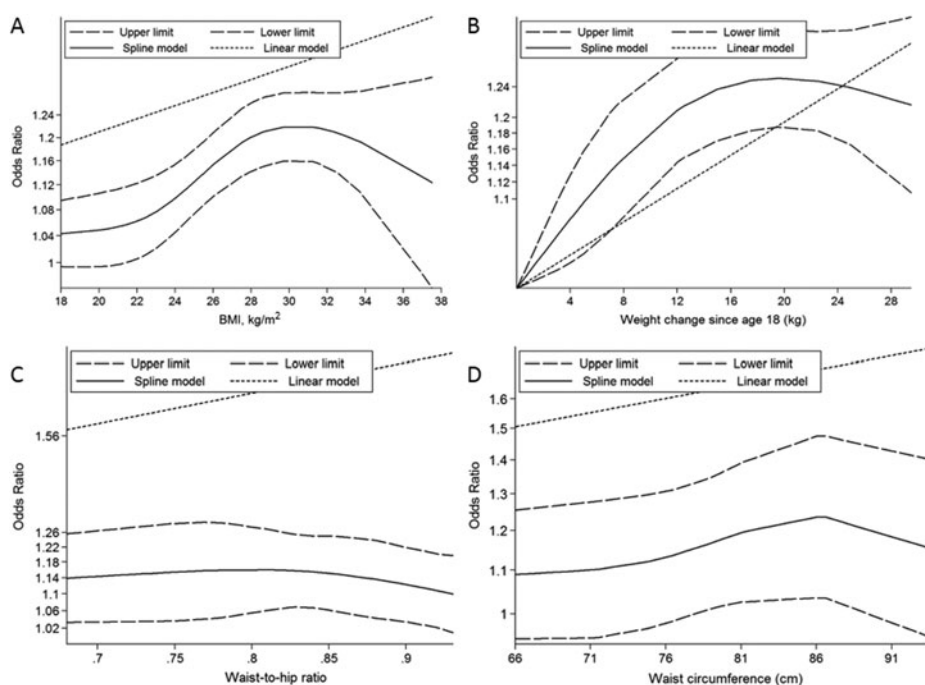 A
Upper limit Lower limit
Spline model Linear model
Odds Ratio
1.24
1.2
1.16
1.12
1.08
1.04
1
18 20 22 24 26 28 30 32 34 36 38
BMI, kg/m²
B
Upper limit Lower limit
Spline model Linear model
Odds Ratio
1.24
1.2
1.18
1.16
1.14
1.12
1.1
4 8 12 16 20 24 28
Weight change since age 18 (kg)
C
Upper limit Lower limit
Spline model Linear model
Odds Ratio
1.56
1.26
1.22
1.18
1.14
1.1
1.06
1.02
.7 .75 .8 .85 .9
Waist-to-hip ratio
D
Upper limit Lower limit
Spline model Linear model
Odds Ratio
1.6
1.5
1.4
1.3
1.2
1.1
1
66 71 76 81 86 91
Waist circumference (cm)